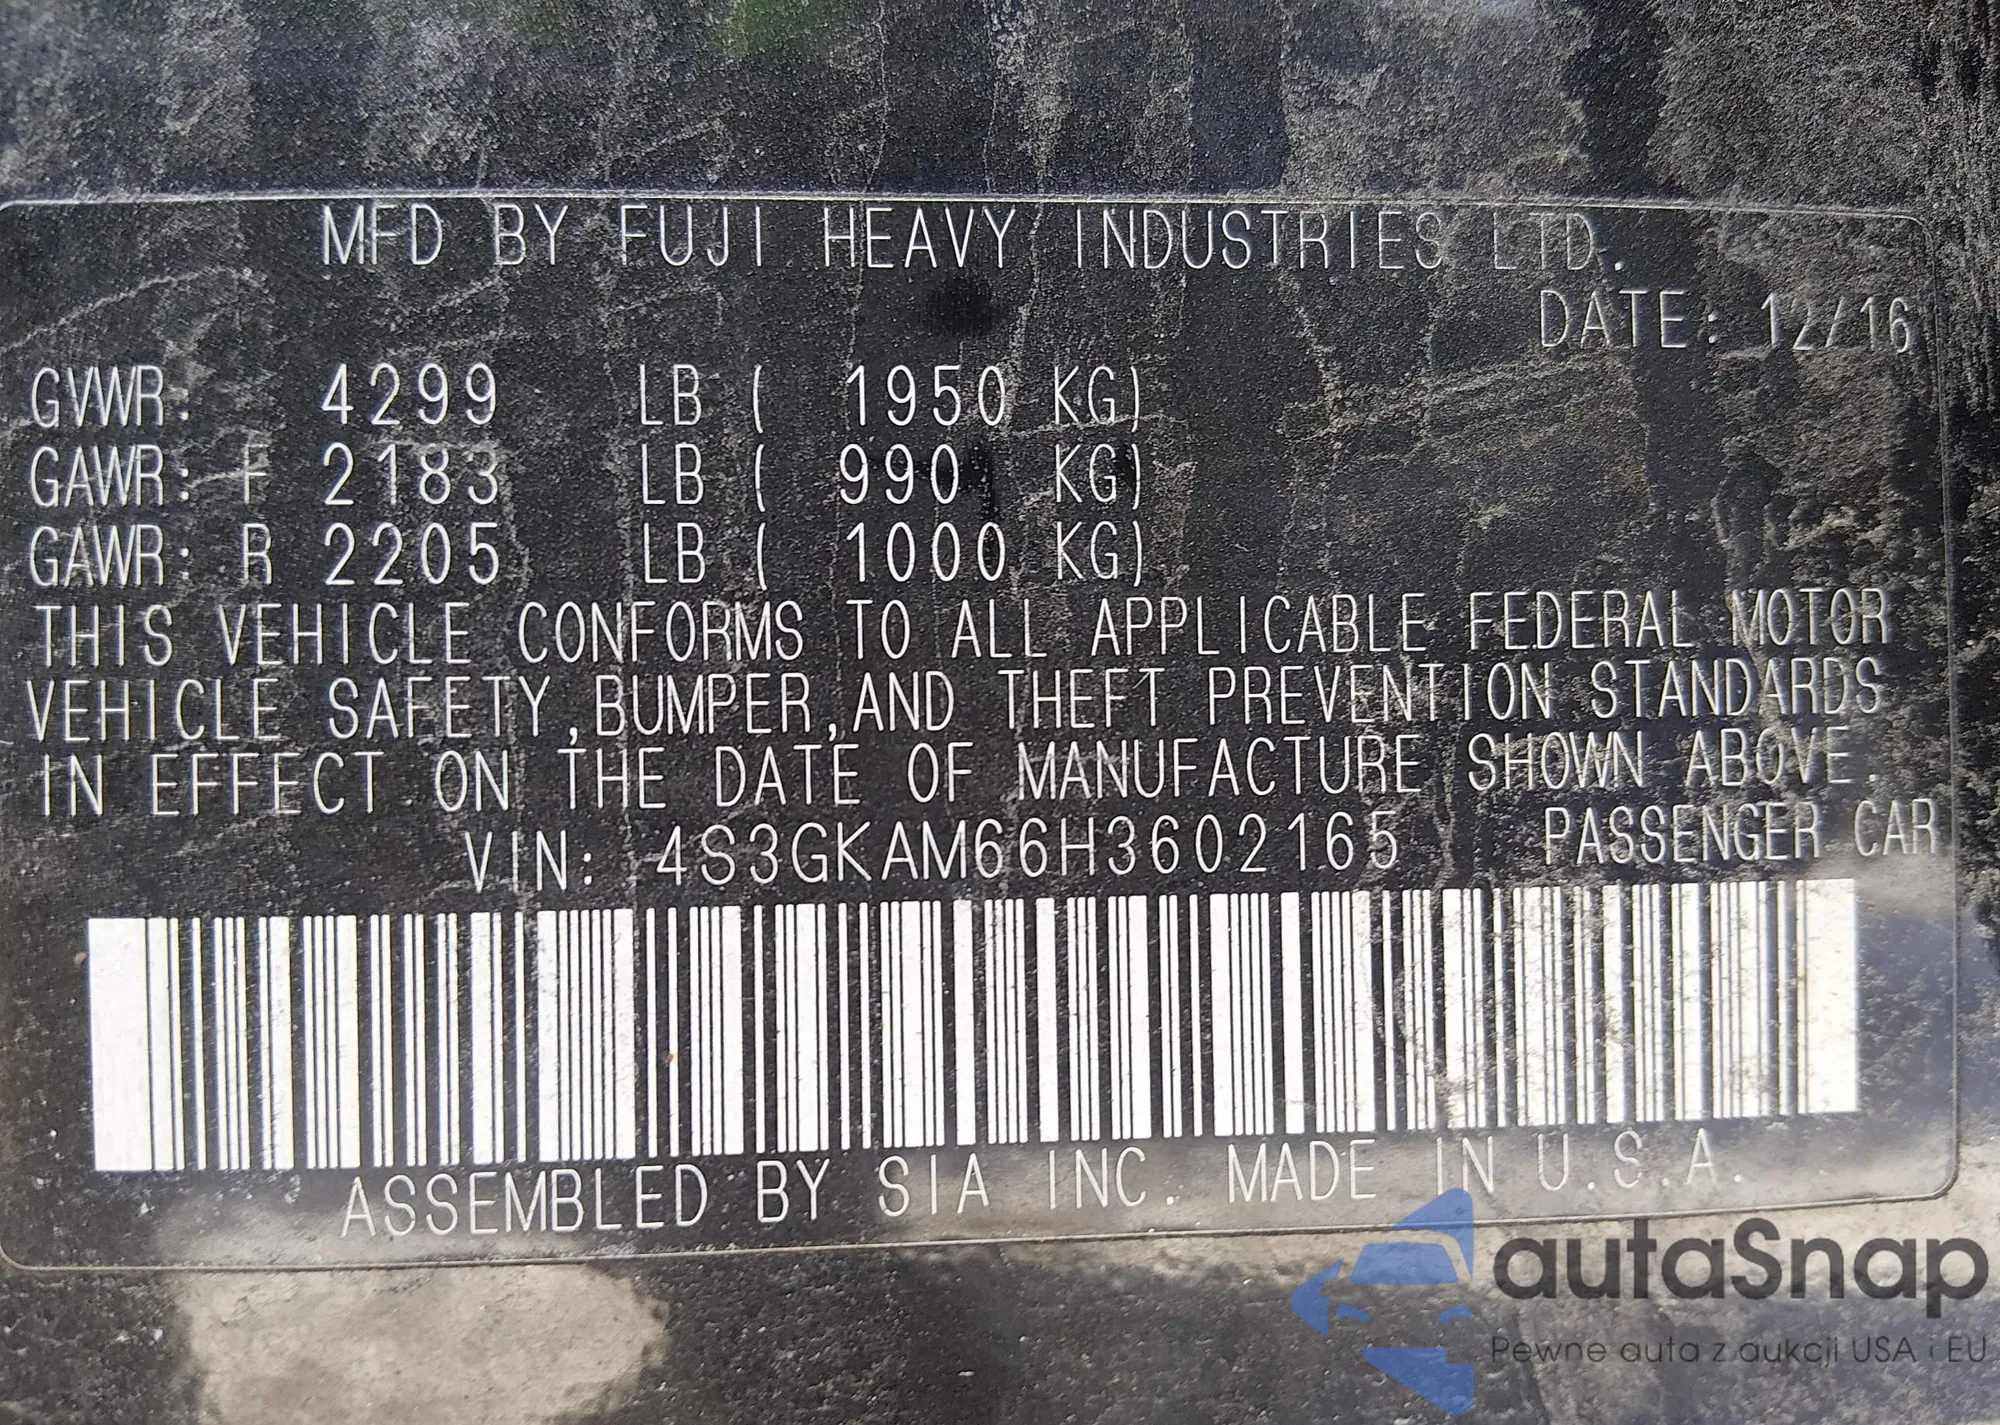 MFD BY FUJI HEAVY INDUSTRIES LTD.
DATE: 12/16
GVWR: 4299 LB ( 1950 KG)
GAWR: F 2183 LB ( 990 KG)
GAWR: R 2205 LB ( 1000 KG)
THIS VEHICLE CONFORMS TO ALL APPLICABLE FEDERAL MOTOR
VEHICLE SAFETY,BUMPER,AND THEFT PREVENTION STANDARDS
IN EFFECT ON THE DATE OF MANUFACTURE SHOWN ABOVE.
VIN: 4S3GKAM66H3602165 PASSENGER CAR
ASSEMBLED BY SIA INC. MADE IN U.S.A.
autaSnap
Pewne auta z aukcji USA i EU